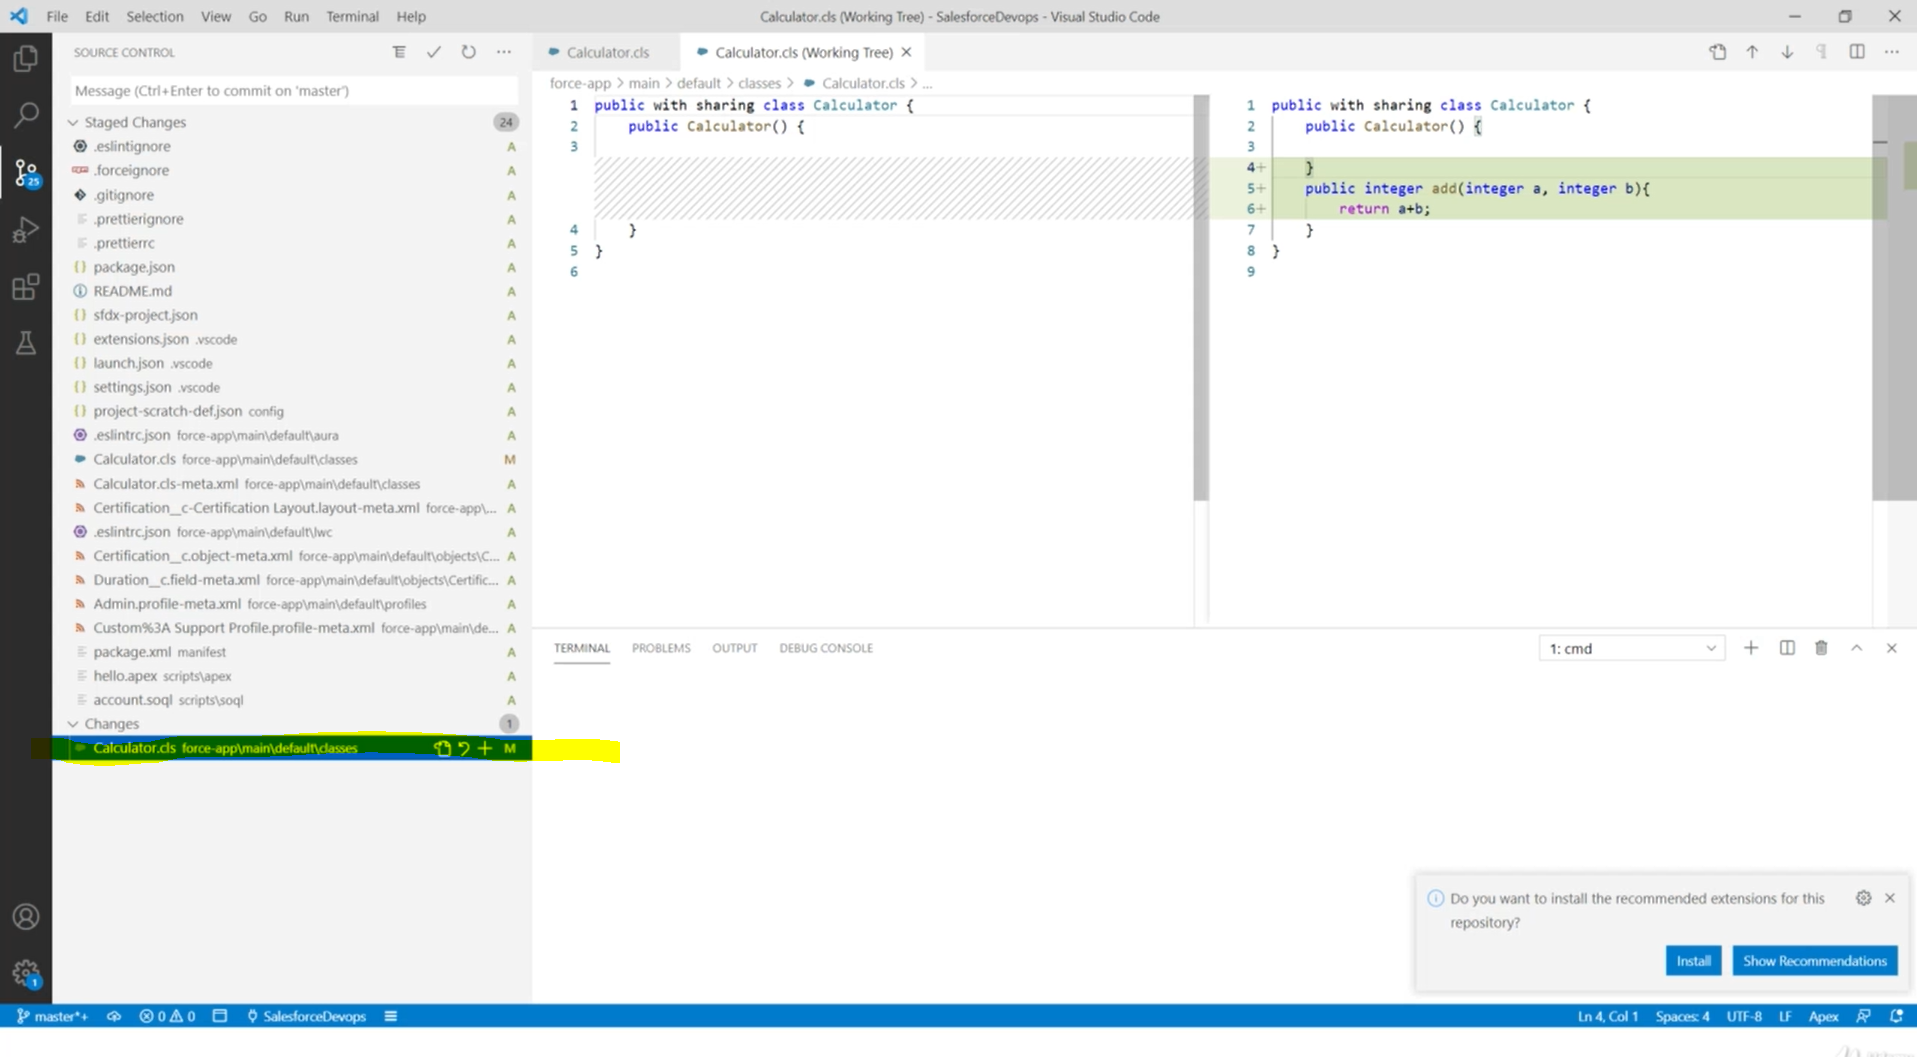 File Edit Selection View Go Run Terminal Help
Calculator.cls (Working Tree) - SalesforceDevops - Visual Studio Code
SOURCE CONTROL
Message (Ctrl+Enter to commit on 'master')
Staged Changes 24
.eslintignore A
.forceignore A
.gitignore A
.prettierignore A
.prettierrc A
package.json A
README.md A
sfdx-project.json A
extensions.json .vscode A
launch.json .vscode A
settings.json .vscode A
project-scratch-def.json config A
.eslintrc.json force-app\main\default\aura A
Calculator.cls force-app\main\default\classes M
Calculator.cls-meta.xml force-app\main\default\classes A
Certification__c-Certification Layout.layout-meta.xml force-app\... A
.eslintrc.json force-app\main\default\lwc A
Certification__c.object-meta.xml force-app\main\default\objects\C... A
Duration__c.field-meta.xml force-app\main\default\objects\Certific... A
Admin.profile-meta.xml force-app\main\default\profiles A
Custom%3A Support Profile.profile-meta.xml force-app\main\de... A
package.xml manifest A
hello.apex scripts\apex A
account.soql scripts\soql A
Changes 1
Calculator.cls force-app\main\default\classes M
25
1
Calculator.cls
Calculator.cls (Working Tree)
force-app > main > default > classes > Calculator.cls > ...
1 public with sharing class Calculator {
2 public Calculator() {
3
4 }
5 }
6
1 public with sharing class Calculator {
2 public Calculator() {
3
4+ }
5+ public integer add(integer a, integer b){
6+ return a+b;
7 }
8 }
9
TERMINAL PROBLEMS OUTPUT DEBUG CONSOLE
1: cmd
Do you want to install the recommended extensions for this
repository?
Install
Show Recommendations
master*+ 0 0 SalesforceDevops
Ln 4, Col 1 Spaces: 4 UTF-8 LF Apex